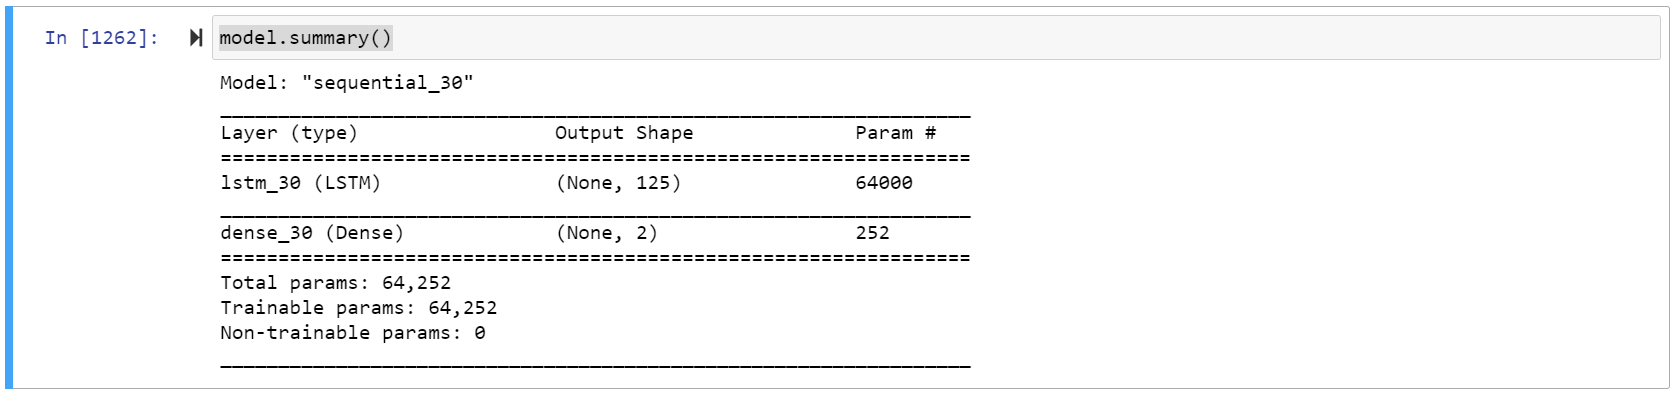 In [1262]: model.summary()
Model: "sequential_30"
_________________________________________________________________
Layer (type)                 Output Shape              Param #
=================================================================
lstm_30 (LSTM)               (None, 125)               64000
_________________________________________________________________
dense_30 (Dense)             (None, 2)                 252
=================================================================
Total params: 64,252
Trainable params: 64,252
Non-trainable params: 0
_________________________________________________________________